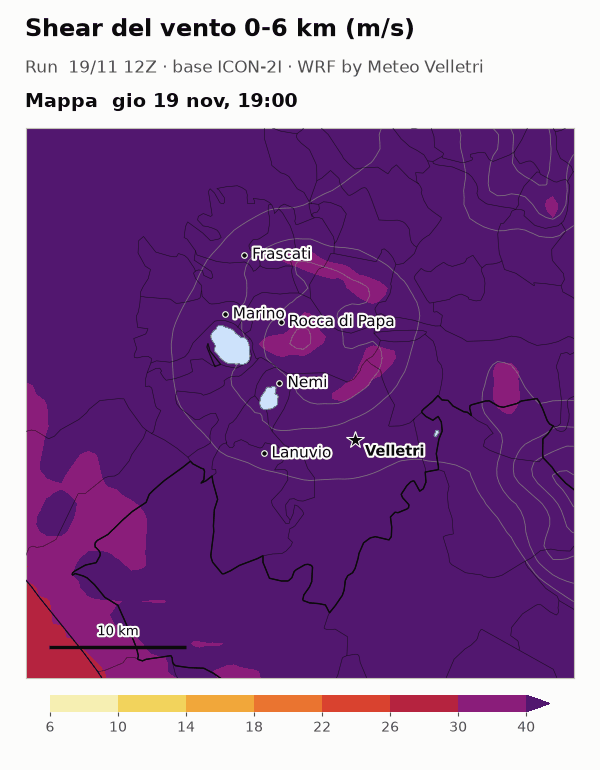 Shear del vento 0-6 km (m/s)
Run  19/11 12Z · base ICON-2I · WRF by Meteo Velletri
Mappa  gio 19 nov, 19:00
Frascati
Marino
Rocca di Papa
Nemi
Velletri
Lanuvio
10 km
6 10 14 18 22 26 30 40